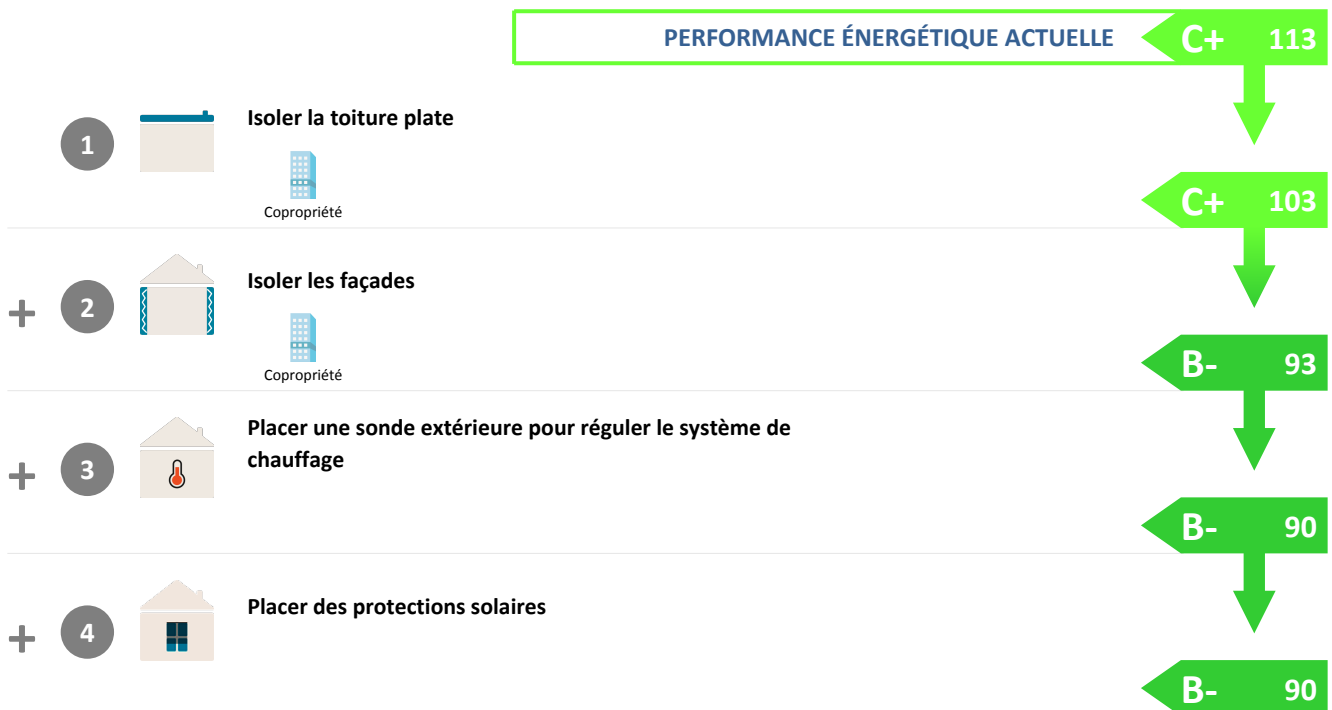 PERFORMANCE ÉNERGÉTIQUE ACTUELLE C+ 113
1 Isoler la toiture plate
Copropriété
C+ 103
+ 2 Isoler les façades
Copropriété
B- 93
+ 3 Placer une sonde extérieure pour réguler le système de
chauffage
B- 90
+ 4 Placer des protections solaires
B- 90